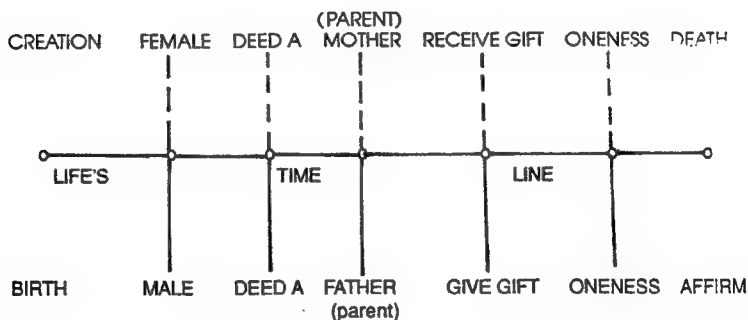 (PARENT)
CREATION FEMALE DEED A MOTHER RECEIVE GIFT ONENESS DEATH
LIFE'S TIME LINE
BIRTH MALE DEED A FATHER GIVE GIFT ONENESS AFFIRM
(parent)